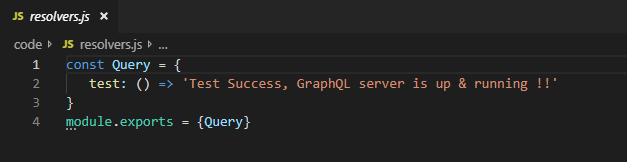 JS resolvers.js ×
code > JS resolvers.js > ...
1 const Query = {
2 test: () => 'Test Success, GraphQL server is up & running !!'
3 }
4 module.exports = {Query}